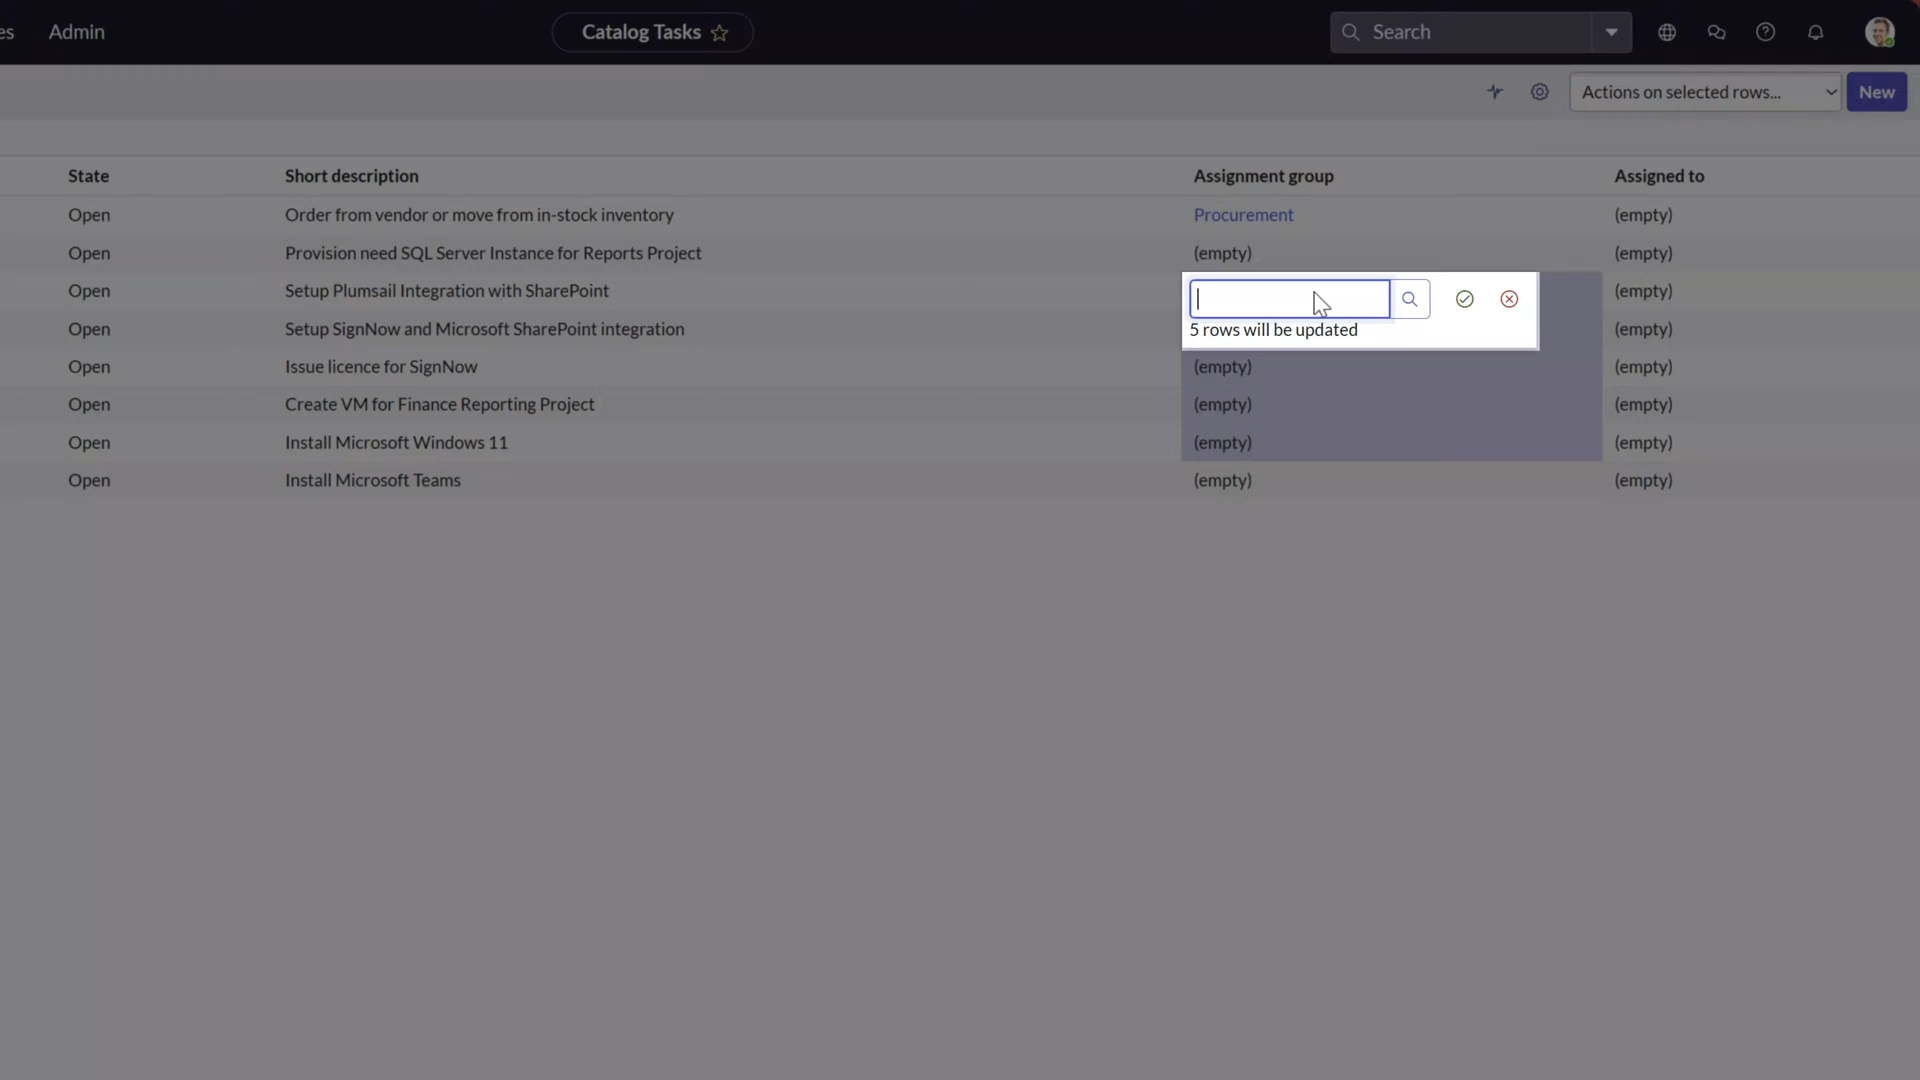 es Admin Catalog Tasks Search
Actions on selected rows... New
State Short description Assignment group Assigned to
Open Order from vendor or move from in-stock inventory Procurement (empty)
Open Provision need SQL Server Instance for Reports Project (empty) (empty)
Open Setup Plumsail Integration with SharePoint (empty)
5 rows will be updated
Open Setup SignNow and Microsoft SharePoint integration (empty)
Open Issue licence for SignNow (empty) (empty)
Open Create VM for Finance Reporting Project (empty) (empty)
Open Install Microsoft Windows 11 (empty) (empty)
Open Install Microsoft Teams (empty) (empty)